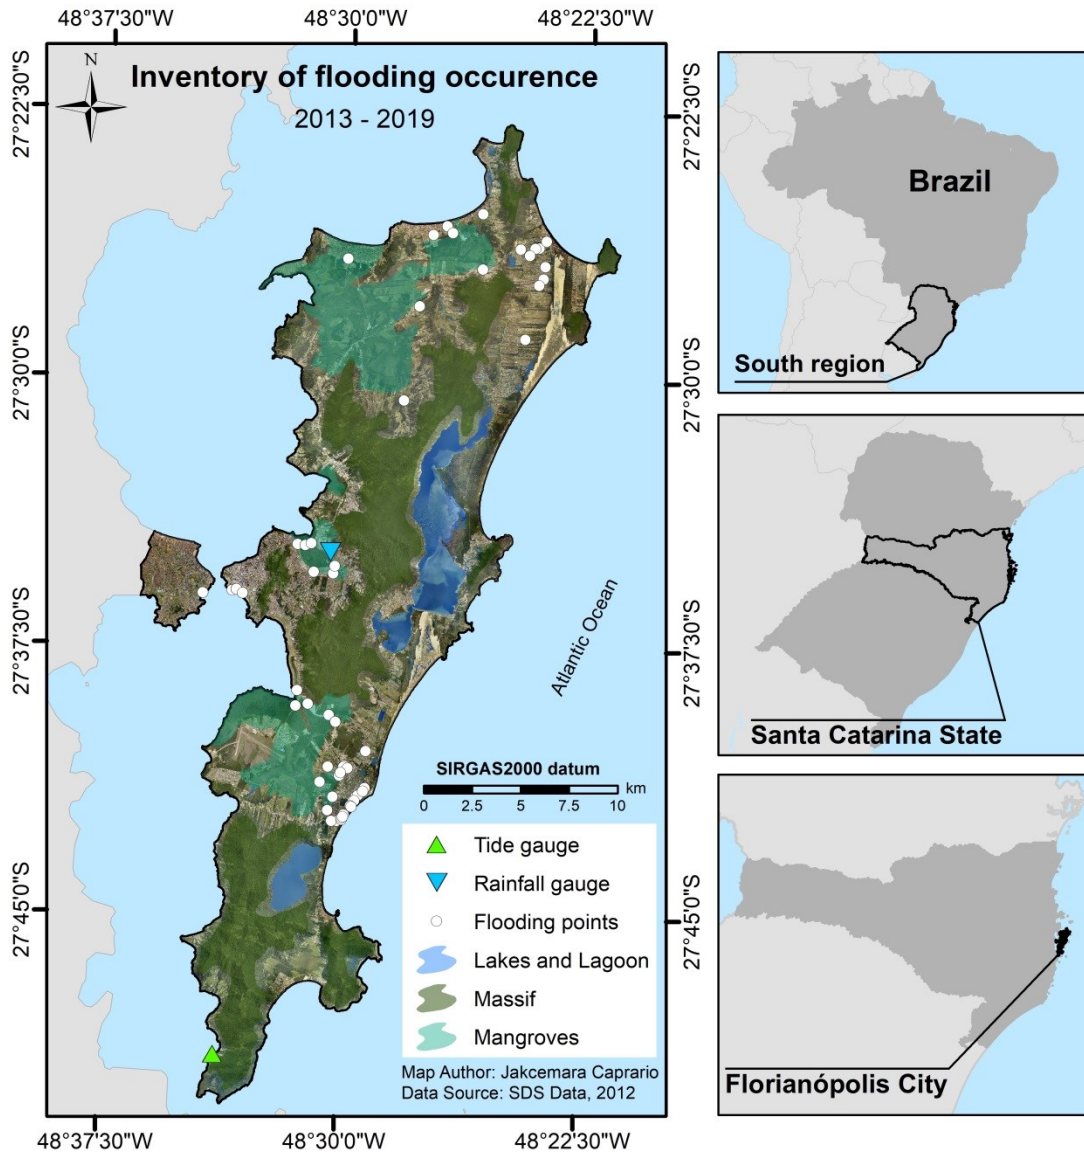 48°37'30"W
48°30'0"W
48°22'30"W
N
Inventory of flooding occurence
2013 - 2019
27°22'30"S
27°30'0"S
27°37'30"S
27°45'0"S
27°22'30"S
27°30'0"S
27°37'30"S
27°45'0"S
Atlantic Ocean
SIRGAS2000 datum
km
0 2.5 5 7.5 10
Tide gauge
Rainfall gauge
Flooding points
Lakes and Lagoon
Massif
Mangroves
Map Author: Jakcemara Caprario
Data Source: SDS Data, 2012
48°37'30"W
48°30'0"W
48°22'30"W
Brazil
South region
Santa Catarina State
Florianópolis City